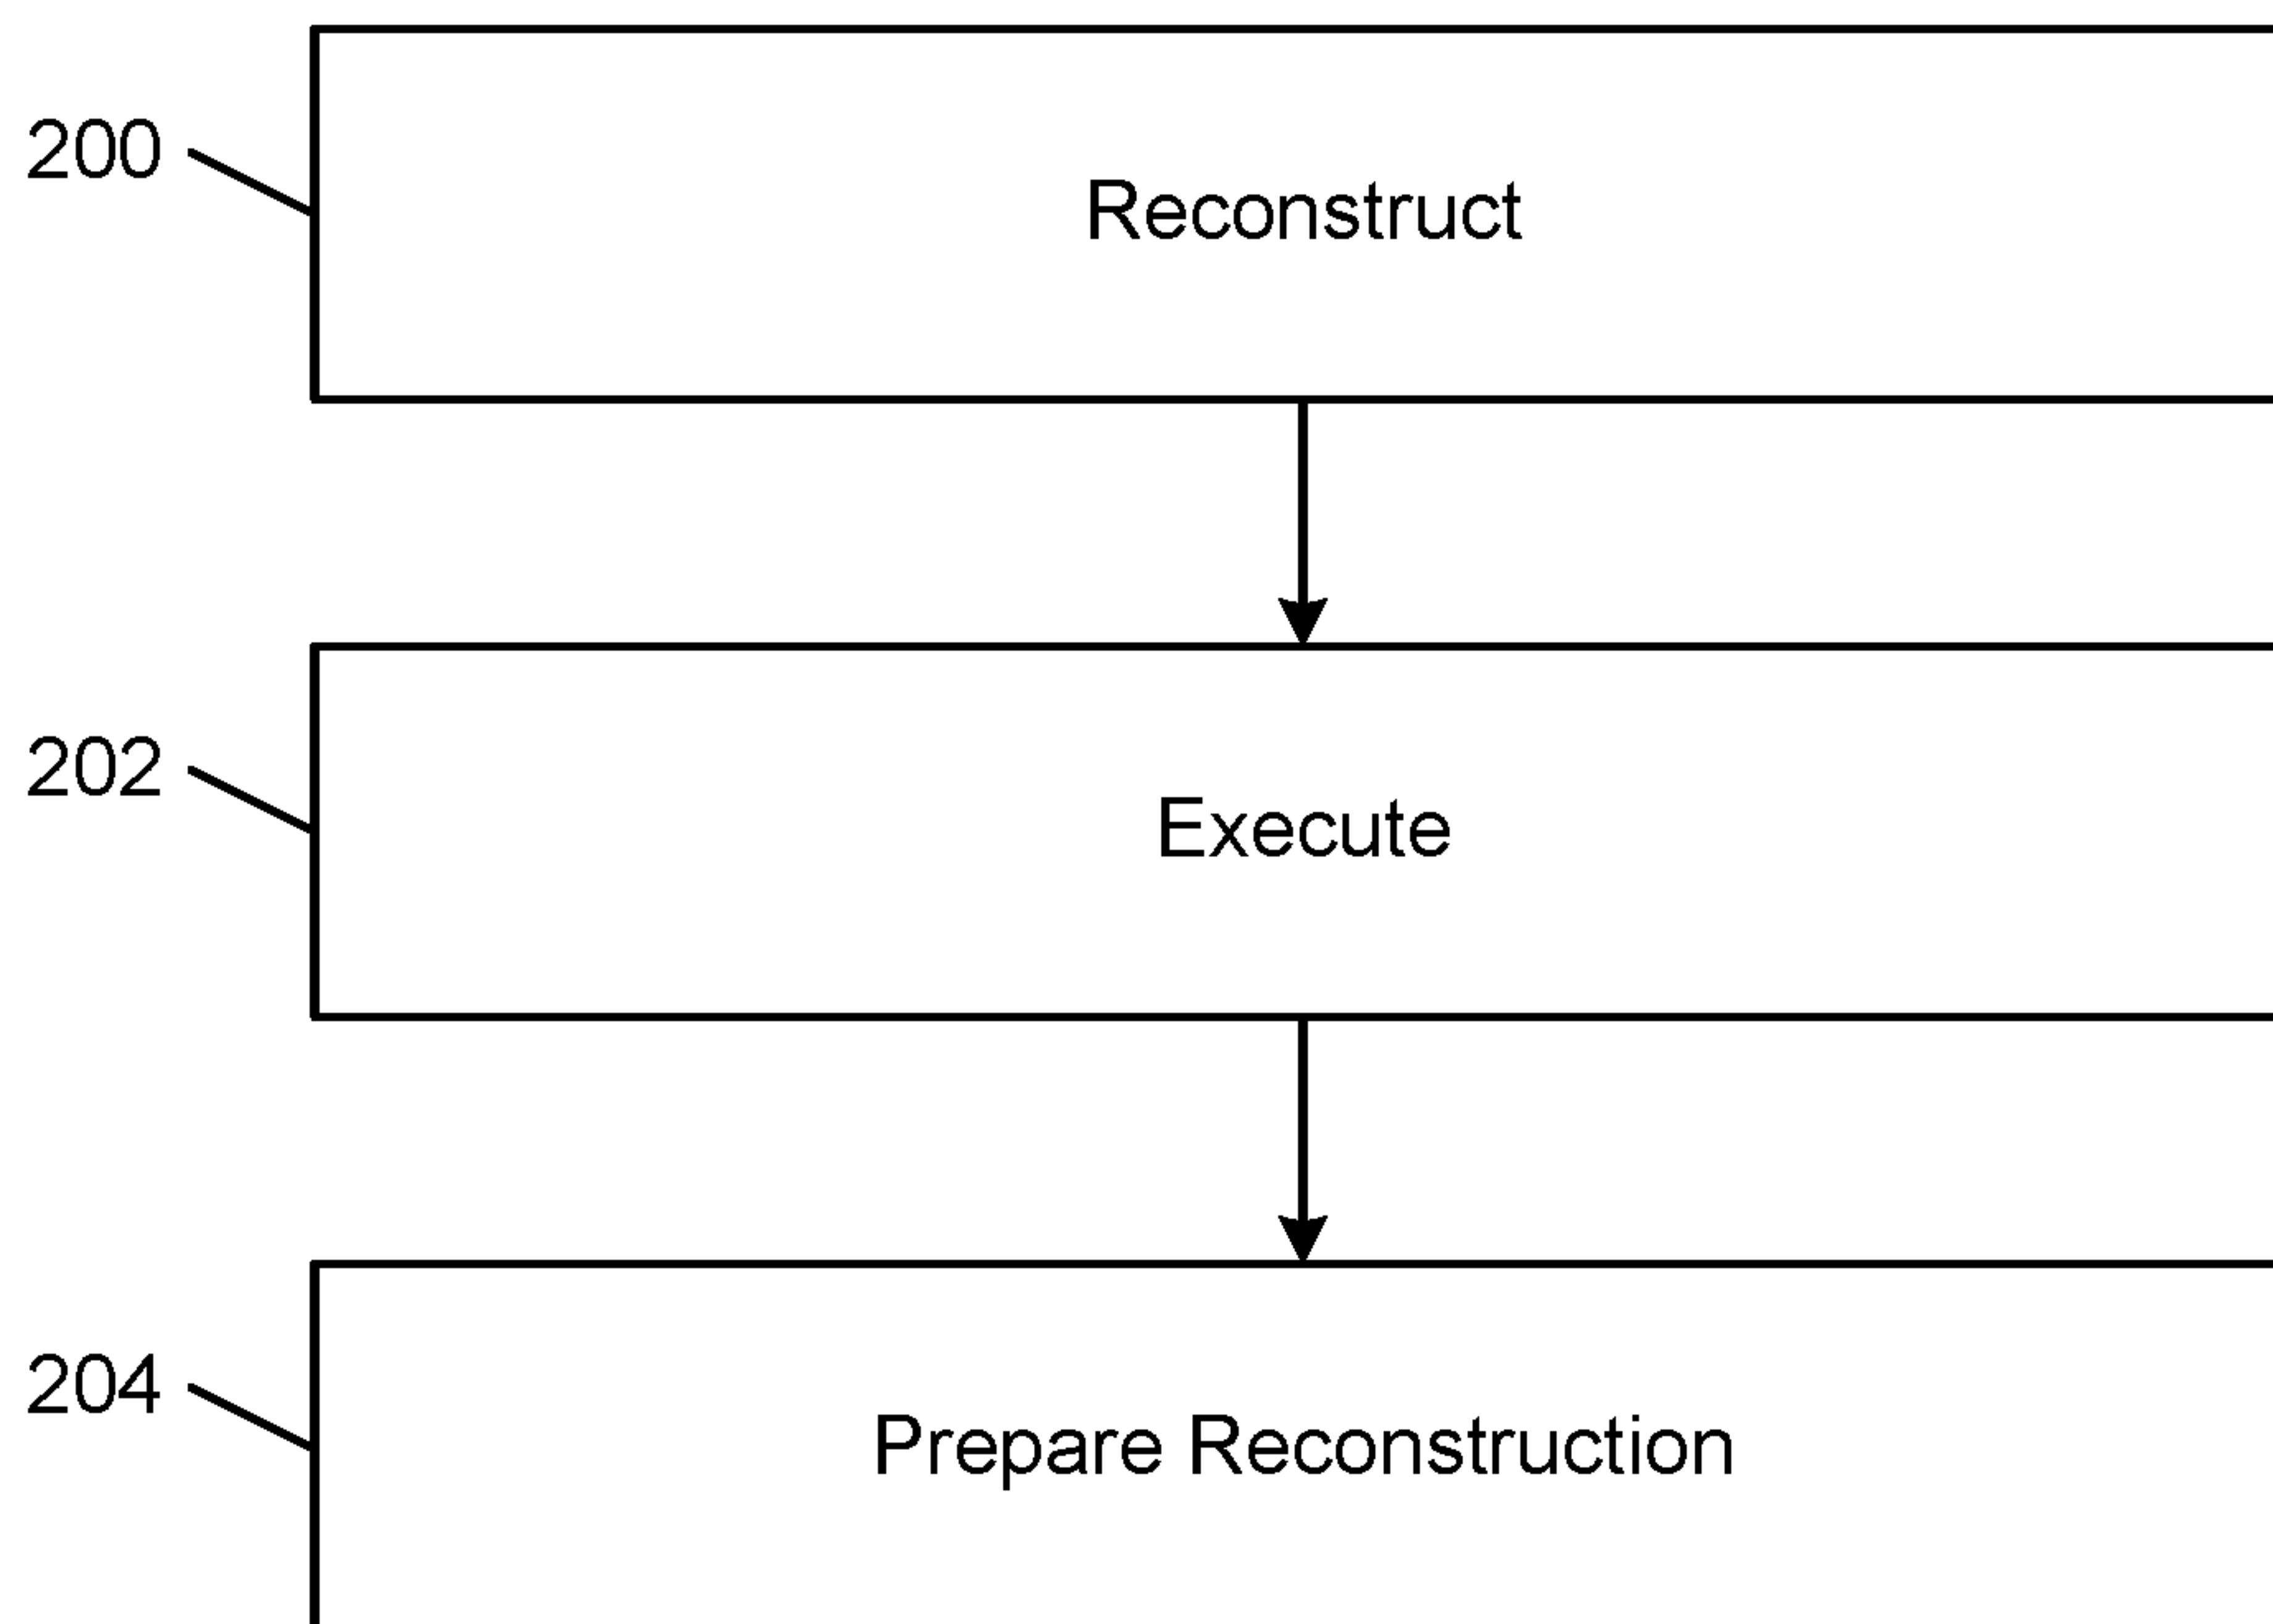 200
Reconstruct
202
Execute
204
Prepare Reconstruction